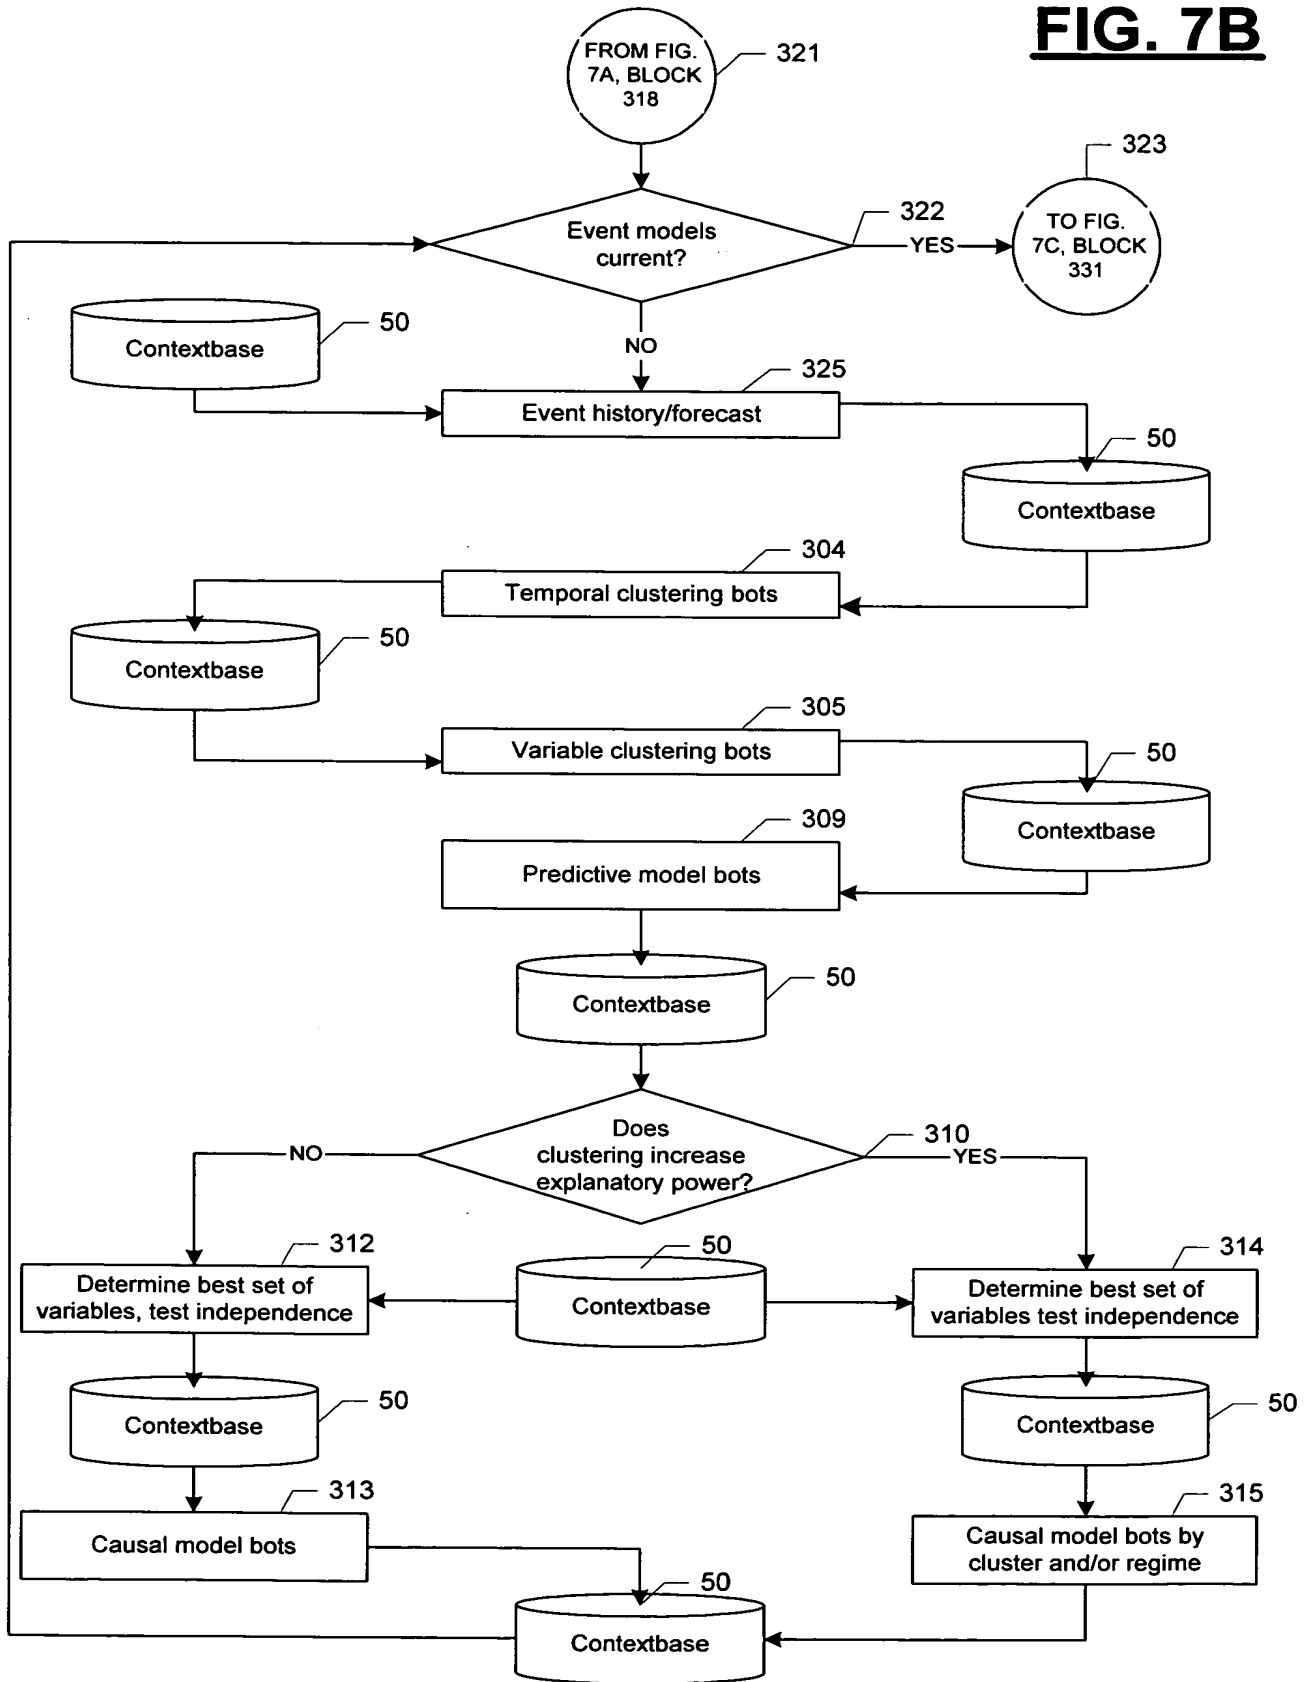 FIG. 7B
FROM FIG.
7A, BLOCK
318
321
323
TO FIG.
7C, BLOCK
331
322
Event models
current?
YES
NO
50
Contextbase
325
Event history/forecast
50
Contextbase
304
Temporal clustering bots
50
Contextbase
305
Variable clustering bots
50
Contextbase
309
Predictive model bots
50
Contextbase
Does
clustering increase
explanatory power?
310
NO
YES
312
Determine best set of
variables, test independence
50
Contextbase
314
Determine best set of
variables test independence
50
Contextbase
50
Contextbase
313
Causal model bots
315
Causal model bots by
cluster and/or regime
50
Contextbase